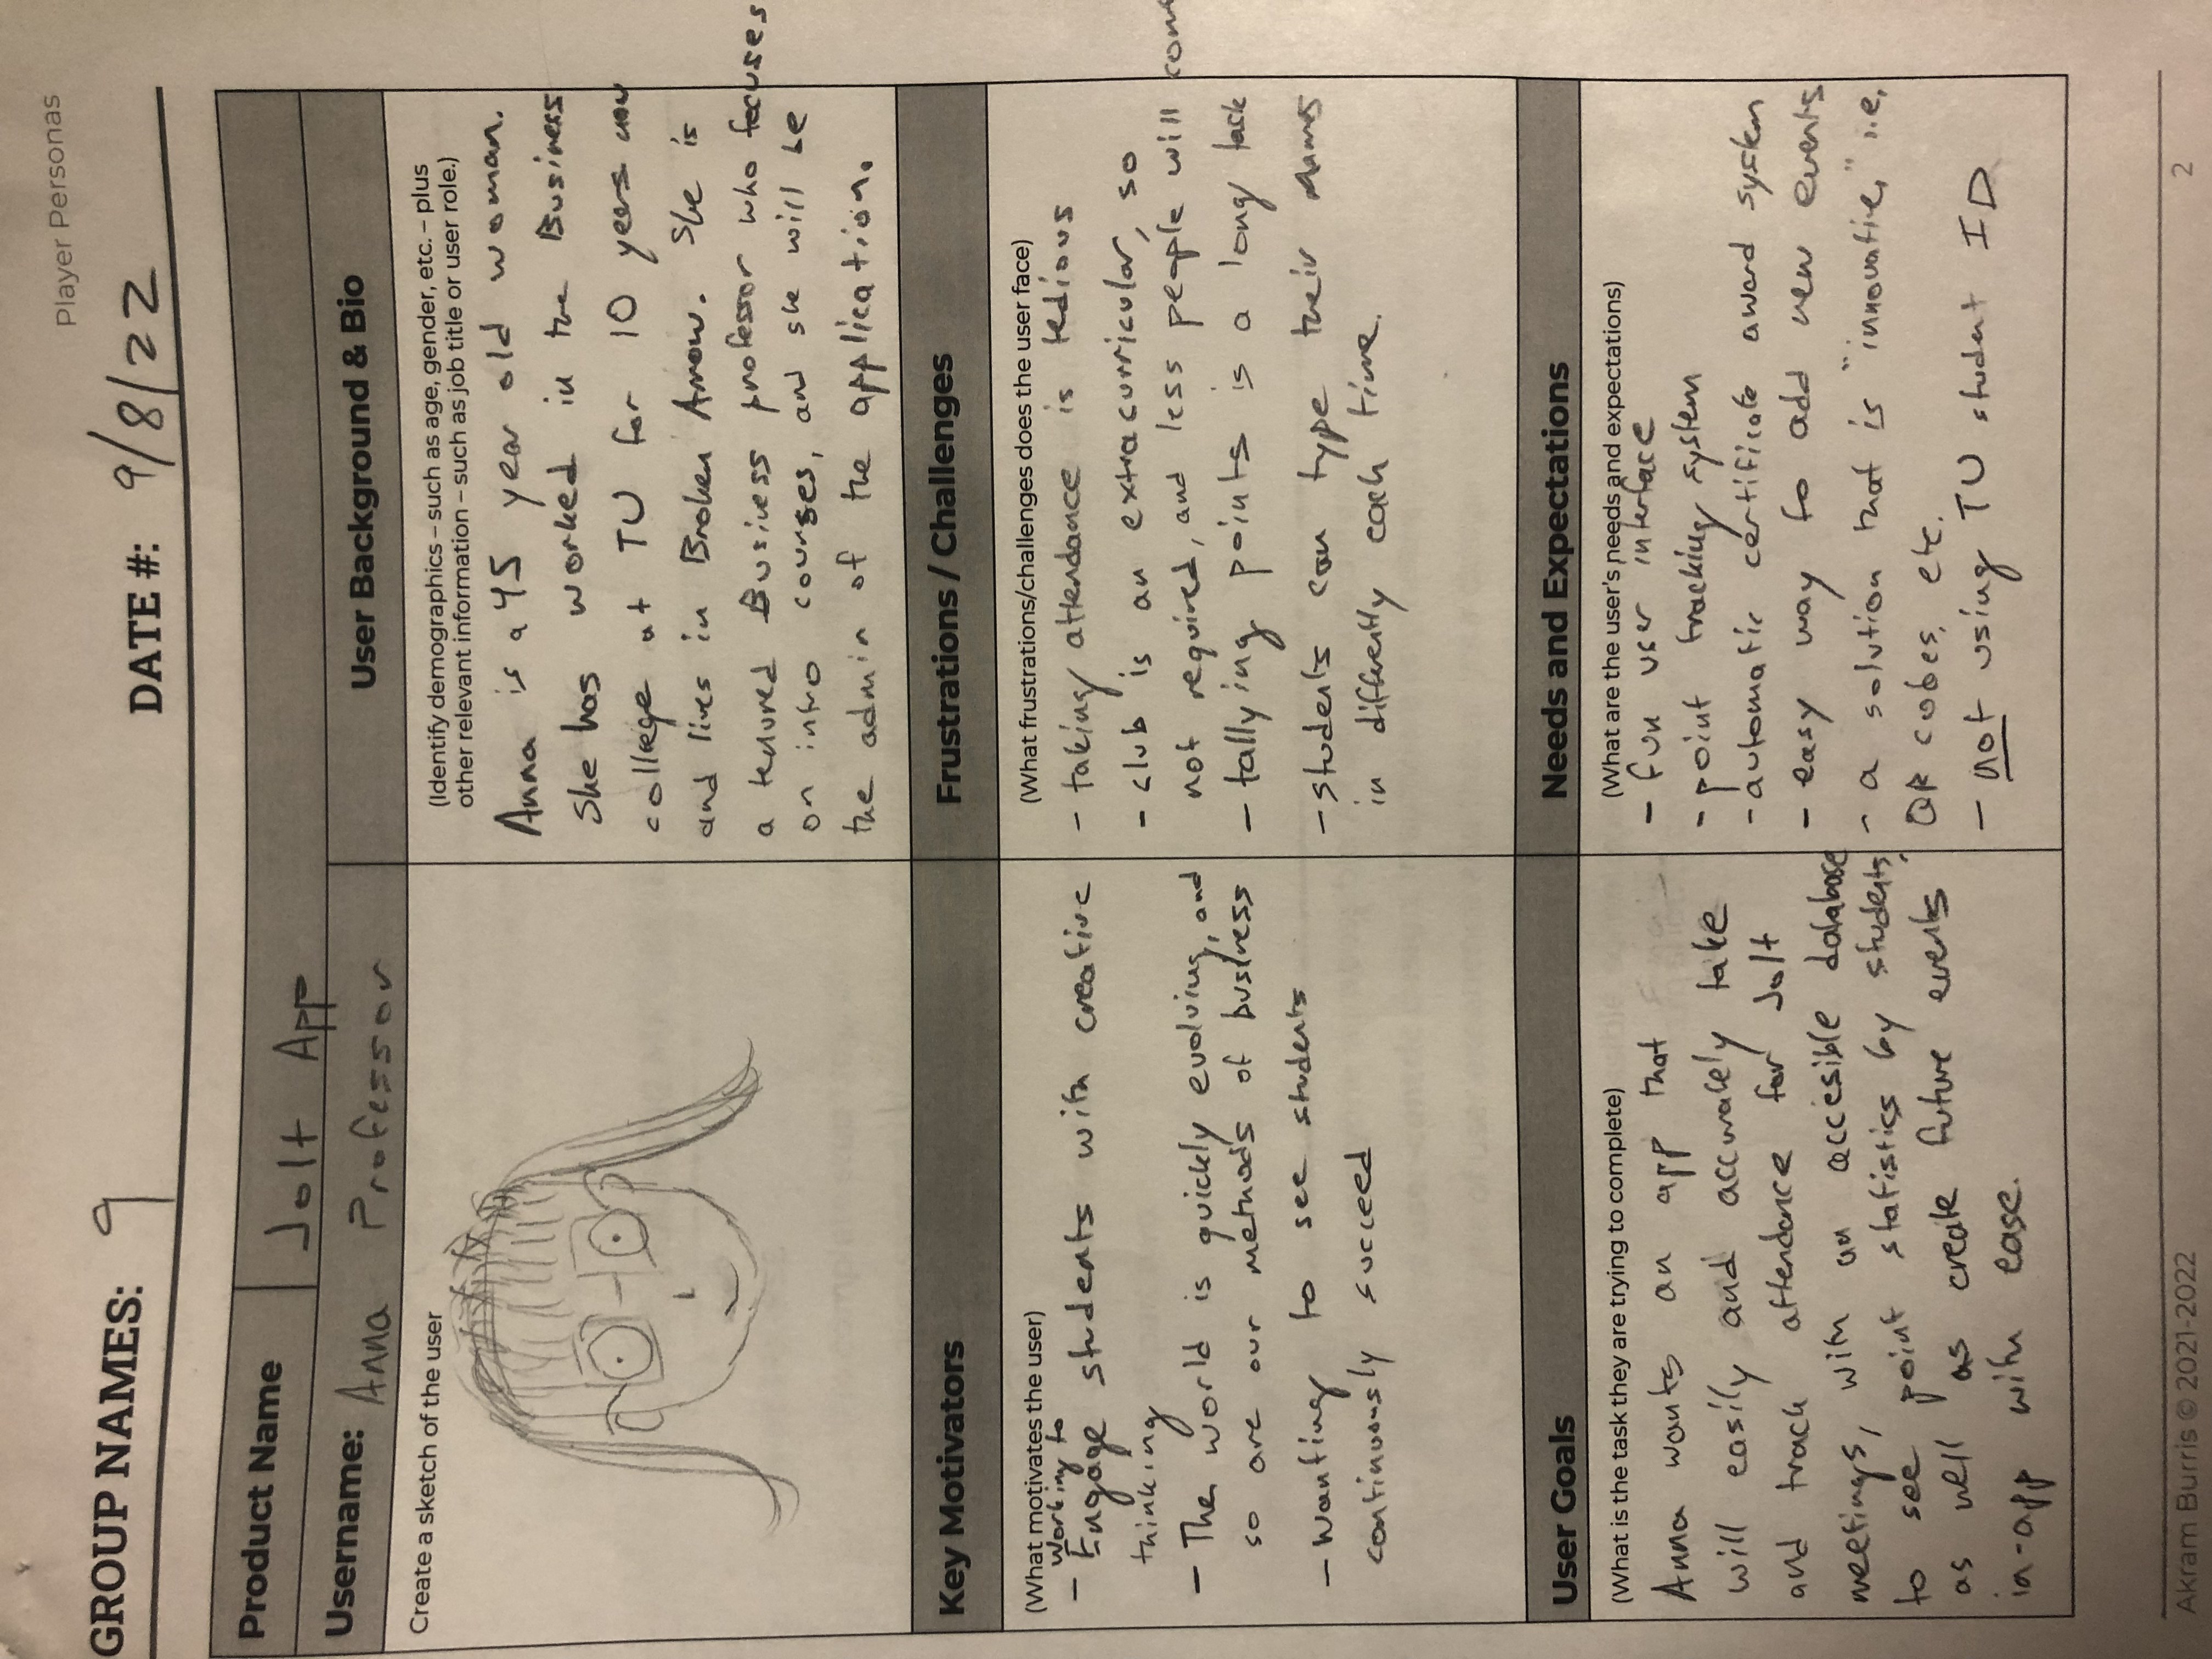 Player Personas
GROUP NAMES: 9
DATE #: 9/8/22
Product Name
Jolt App
Username: Anna Professor
Create a sketch of the user
User Background & Bio
(Identify demographics – such as age, gender, etc. – plus
other relevant information – such as job title or user role.)
Anna is a 45 year old woman.
She has worked in the Business
college at TU for 10 years now
and lives in Broken Arrow. She is
a tenured Business professor who focuses
on intro courses, and she will be
the admin of the application.
Key Motivators
(What motivates the user)
working to
- Engage students with creative
thinking
- The world is quickly evolving, and
so are our methods of business
- Wanting to see students
continuously succeed
Frustrations / Challenges
(What frustrations/challenges does the user face)
- taking attendance is tedious
- club is an extracurricular, so
not required, and less people will come
- tallying points is a long task
- students can type their names
in differently each time.
User Goals
(What is the task they are trying to complete)
Anna wants an app that
will easily and accurately take
and track attendance for Jolt
meetings, with an accesible database
to see point statistics by students,
as well as create future events
in-app with ease.
Needs and Expectations
(What are the user's needs and expectations)
- fun user interface
- point tracking system
- automatic certificate award system
- easy way to add new events
- a solution that is "innovative," i.e.
QR codes, etc.
- not using TU student ID
Akram Burris © 2021-2022
2